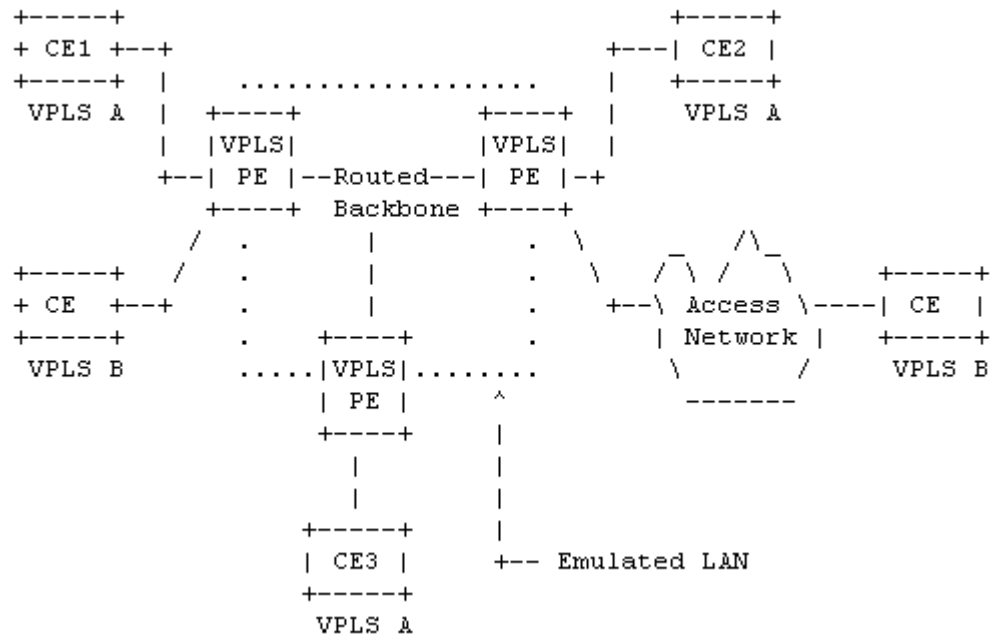 CE1
CE2
VPLS A
VPLS A
VPLS
PE
VPLS
PE
Routed
Backbone
CE
VPLS B
Access
Network
CE
VPLS B
VPLS
PE
CE3
VPLS A
Emulated LAN